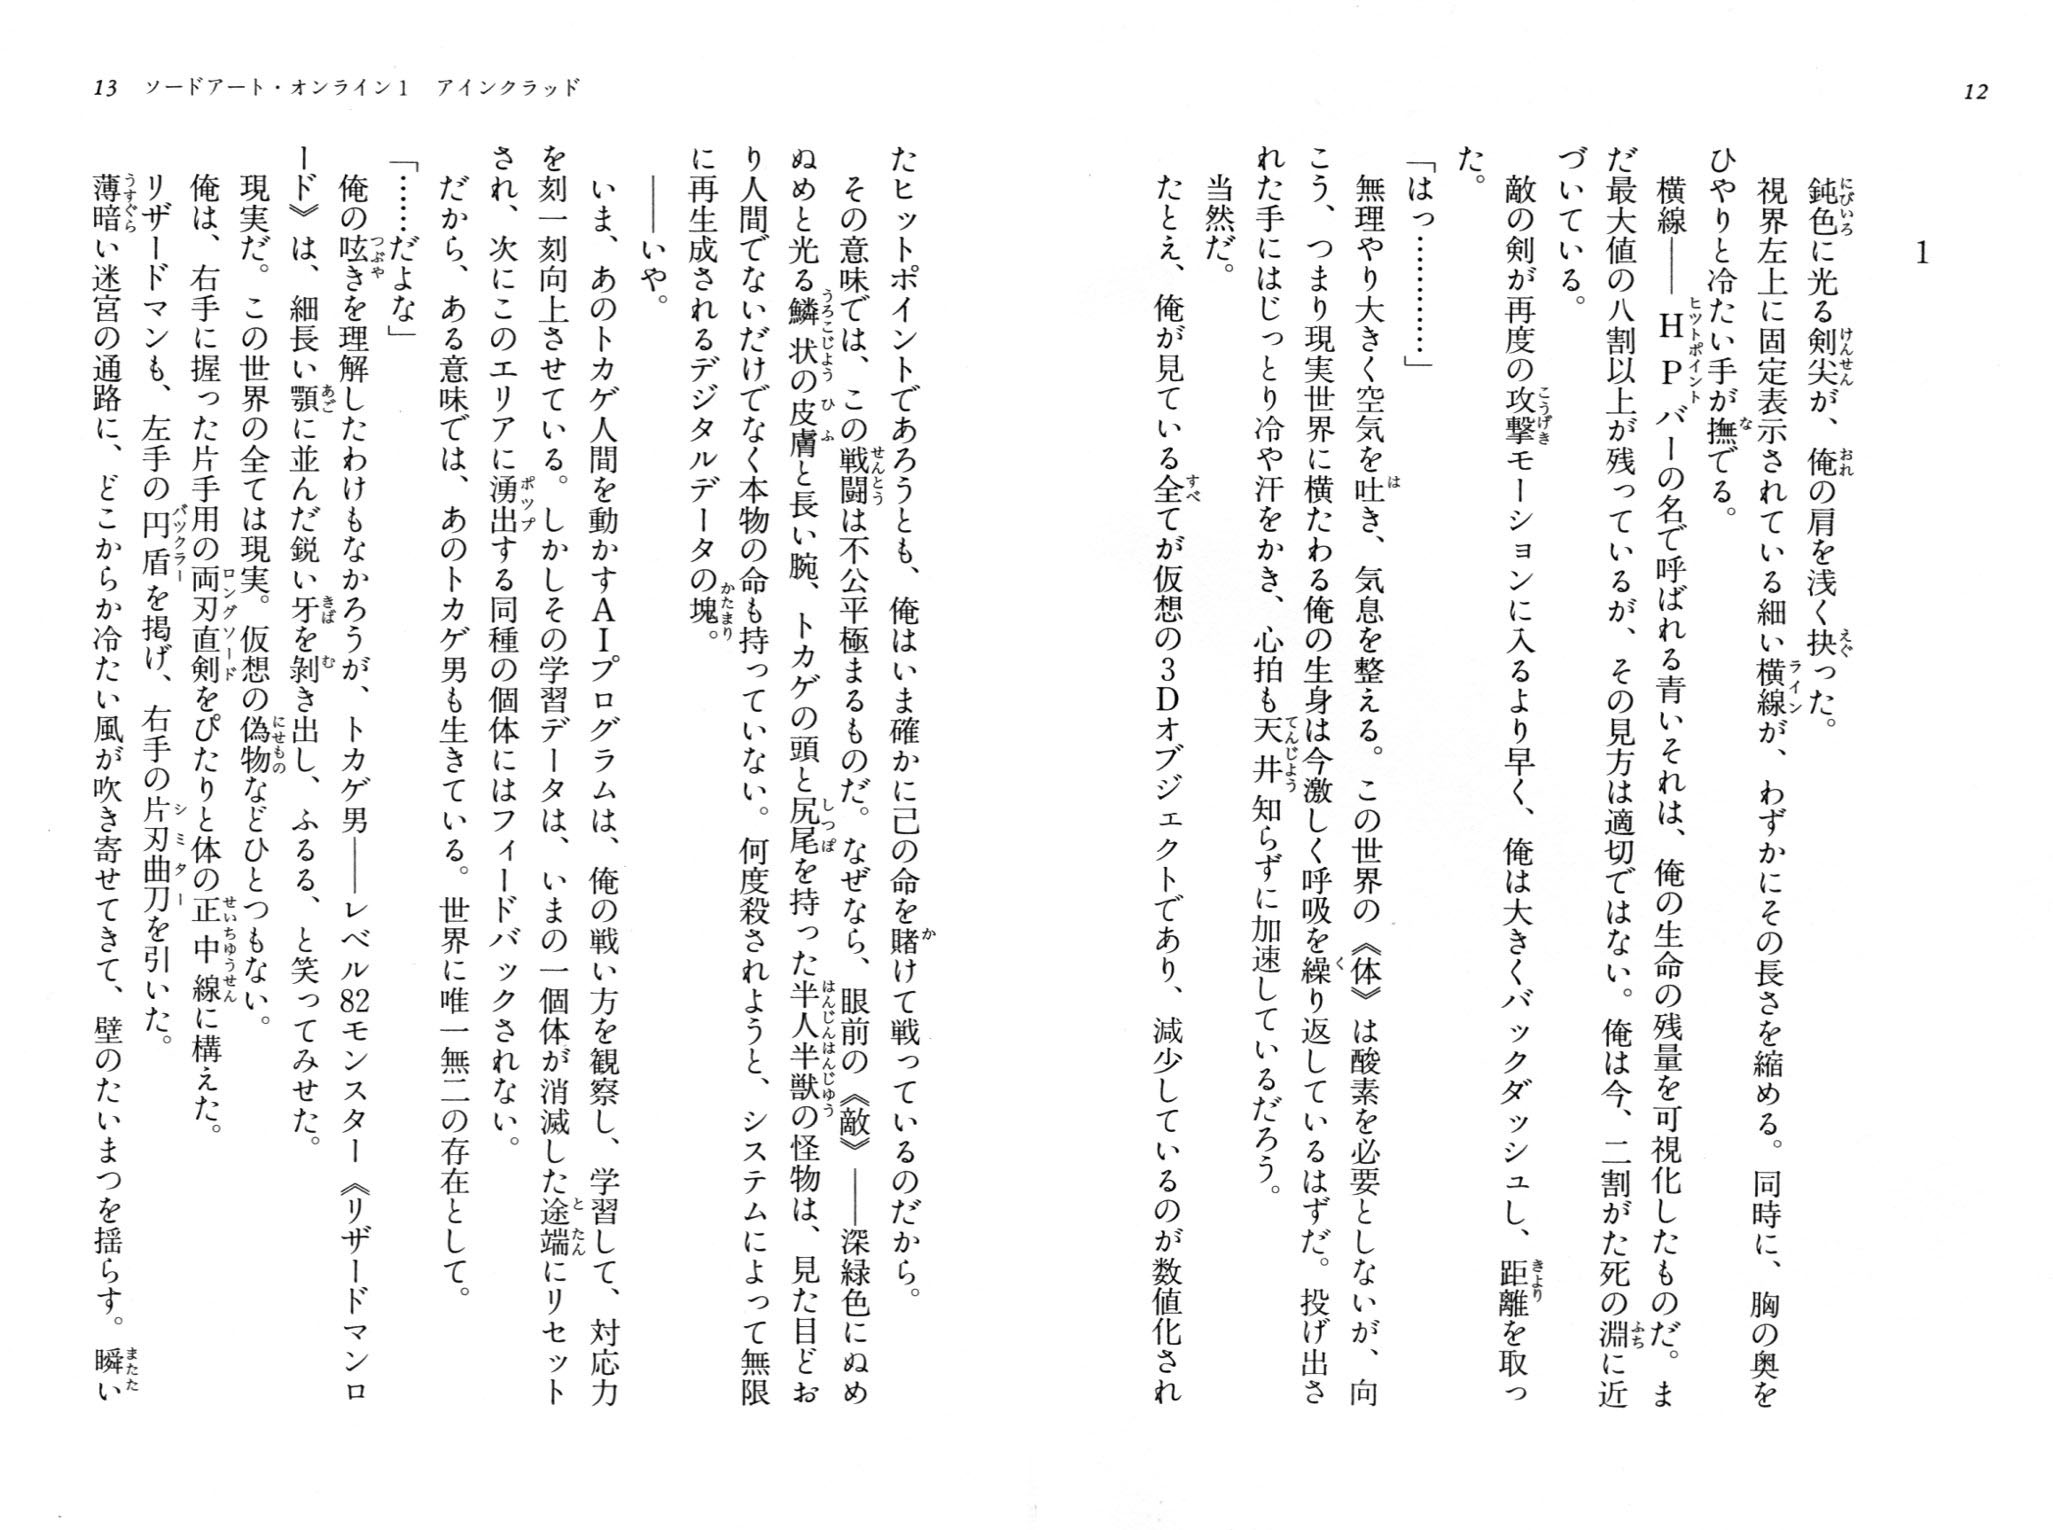 12
1
鈍色に光る剣尖が、俺の肩を浅く抉った。
視界左上に固定表示されている細い横線が、わずかにその長さを縮める。同時に、胸の奥を
ひやりと冷たい手が撫でる。
横線――HPバーの名で呼ばれる青いそれは、俺の生命の残量を可視化したものだ。ま
だ最大値の八割以上が残っているが、その見方は適切ではない。俺は今、二割がた死の淵に近
づいている。
敵の剣が再度の攻撃モーションに入るより早く、俺は大きくバックダッシュし、距離を取っ
た。
「はっ…………」
無理やり大きく空気を吐き、気息を整える。この世界の《体》は酸素を必要としないが、向
こう、つまり現実世界に横たわる俺の生身は今激しく呼吸を繰り返しているはずだ。投げ出さ
れた手にはじっとり冷や汗をかき、心拍も天井知らずに加速しているだろう。
当然だ。
たとえ、俺が見ている全てが仮想の3Dオブジェクトであり、減少しているのが数値化され
13 ソードアート・オンライン1 アインクラッド
たヒットポイントであろうとも、俺はいま確かに己の命を賭けて戦っているのだから。
その意味では、この戦闘は不公平極まるものだ。なぜなら、眼前の《敵》――深緑色にぬめ
ぬめと光る鱗状の皮膚と長い腕、トカゲの頭と尻尾を持った半人半獣の怪物は、見た目どお
り人間でないだけでなく本物の命も持っていない。何度殺されようと、システムによって無限
に再生成されるデジタルデータの塊。
――いや。
いま、あのトカゲ人間を動かすAIプログラムは、俺の戦い方を観察し、学習して、対応力
を刻一刻向上させている。しかしその学習データは、いまの一個体が消滅した途端にリセット
され、次にこのエリアに湧出する同種の個体にはフィードバックされない。
だから、ある意味では、あのトカゲ男も生きている。世界に唯一無二の存在として。
「……だよな」
俺の呟きを理解したわけもなかろうが、トカゲ男――レベル82モンスター《リザードマンロ
ード》は、細長い顎に並んだ鋭い牙を剝き出し、ふるる、と笑ってみせた。
現実だ。この世界の全ては現実。仮想の偽物などひとつもない。
俺は、右手に握った片手用の両刃直剣をぴたりと体の正中線に構えた。
リザードマンも、左手の円盾を掲げ、右手の片刃曲刀を引いた。
薄暗い迷宮の通路に、どこからか冷たい風が吹き寄せてきて、壁のたいまつを揺らす。瞬い